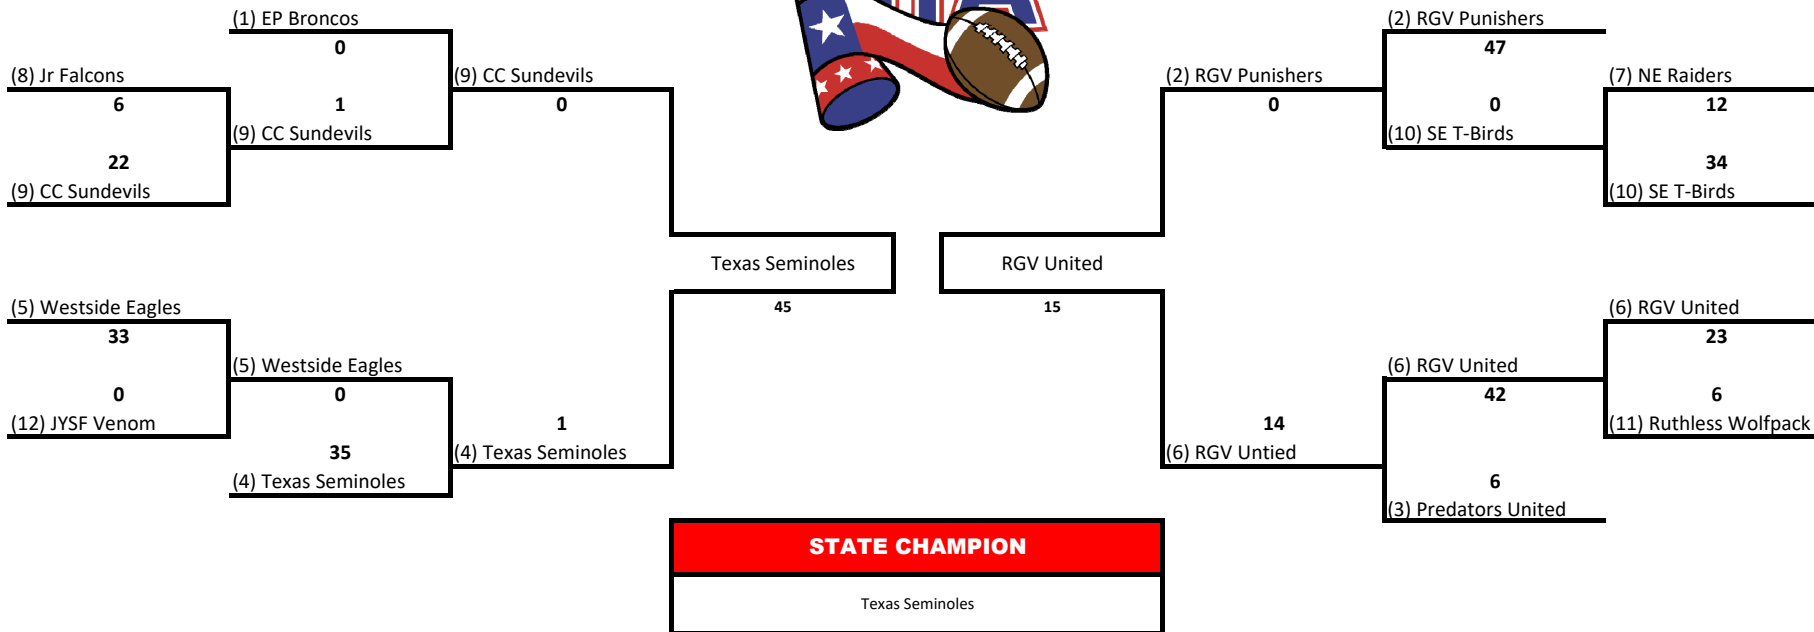 (1) EP Broncos
0
(8) Jr Falcons
6
1
(9) CC Sundevils
22
(9) CC Sundevils
(9) CC Sundevils
0
(5) Westside Eagles
33
0
(12) JYSF Venom
(5) Westside Eagles
0
35
(4) Texas Seminoles
1
(4) Texas Seminoles
Texas Seminoles
45
RGV United
15
(2) RGV Punishers
0
(2) RGV Punishers
47
0
(10) SE T-Birds
(7) NE Raiders
12
34
(10) SE T-Birds
14
(6) RGV Untied
(6) RGV United
42
6
(3) Predators United
(6) RGV United
23
6
(11) Ruthless Wolfpack
STATE CHAMPION
Texas Seminoles